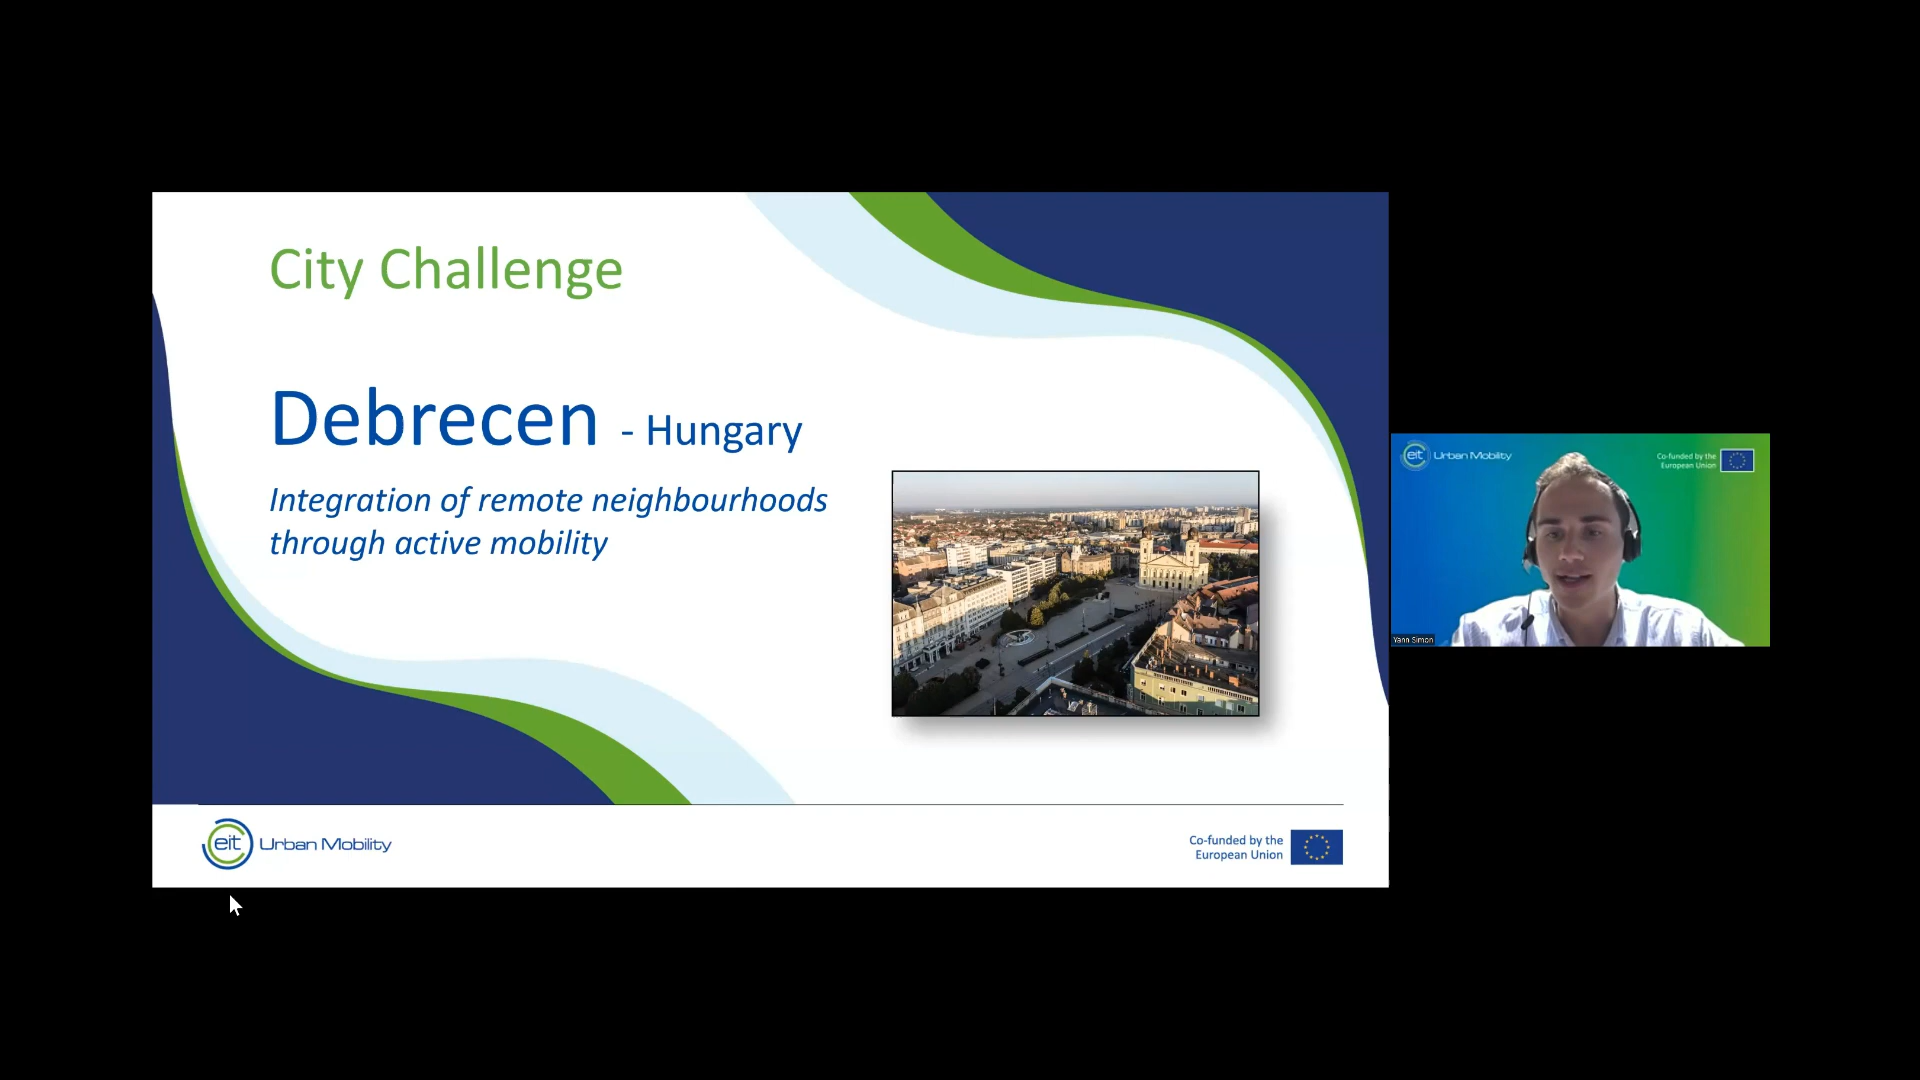 City Challenge
Debrecen - Hungary
Integration of remote neighbourhoods
through active mobility
eit Urban Mobility
Co-funded by the
European Union
eit Urban Mobility
Co-funded by the
European Union
Yann Simon